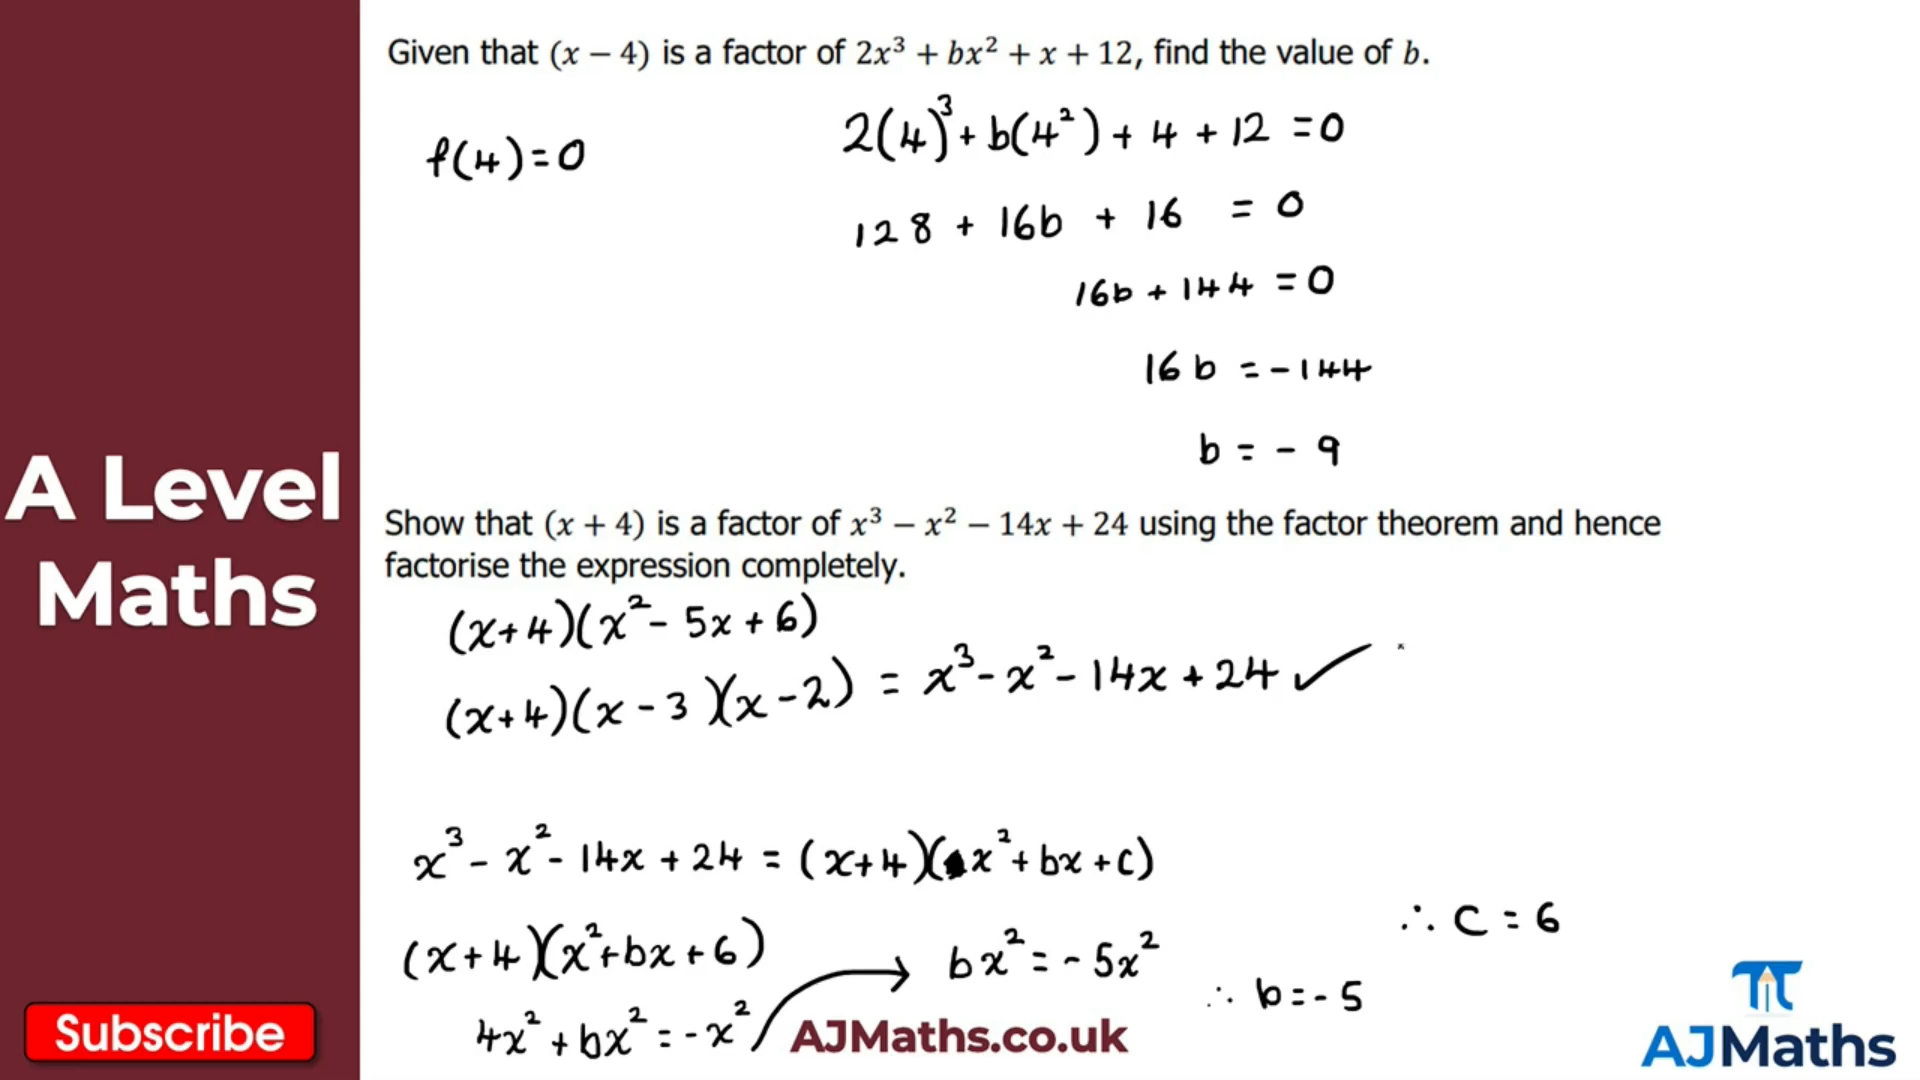 A Level
Maths
Subscribe
Given that (x − 4) is a factor of 2x³ + bx² + x + 12, find the value of b.
f(4)=0
2(4)³+ b(4²) + 4 + 12 = 0
128 + 16b + 16 = 0
16b + 144 = 0
16 b = -144
b = - 9
Show that (x + 4) is a factor of x³ − x² − 14x + 24 using the factor theorem and hence
factorise the expression completely.
(x+4)(x²- 5x + 6)
(x+4)(x - 3)(x - 2) = x³ - x² - 14x + 24 ✓
x³ - x² - 14x + 24 = (x+4)(x² + bx + c)
∴ c = 6
(x+4)(x²+bx+6)
bx² = - 5x²
∴ b = - 5
4x² + bx² = - x²
AJMaths.co.uk
AJMaths